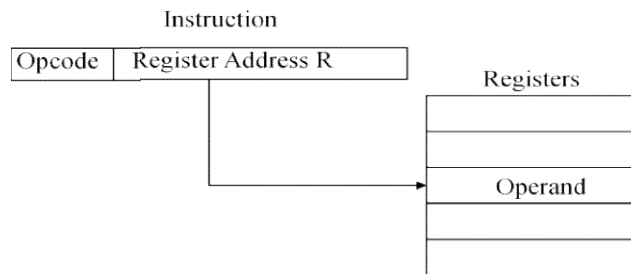 Instruction
Opcode Register Address R
Registers
Operand